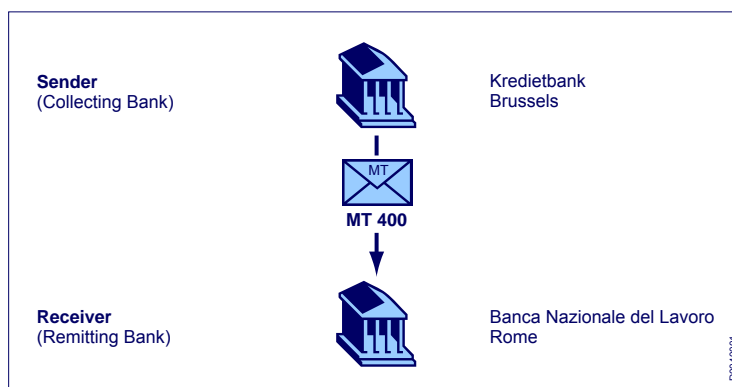 Sender
(Collecting Bank)
Kredietbank
Brussels
MT
MT 400
Receiver
(Remitting Bank)
Banca Nazionale del Lavoro
Rome